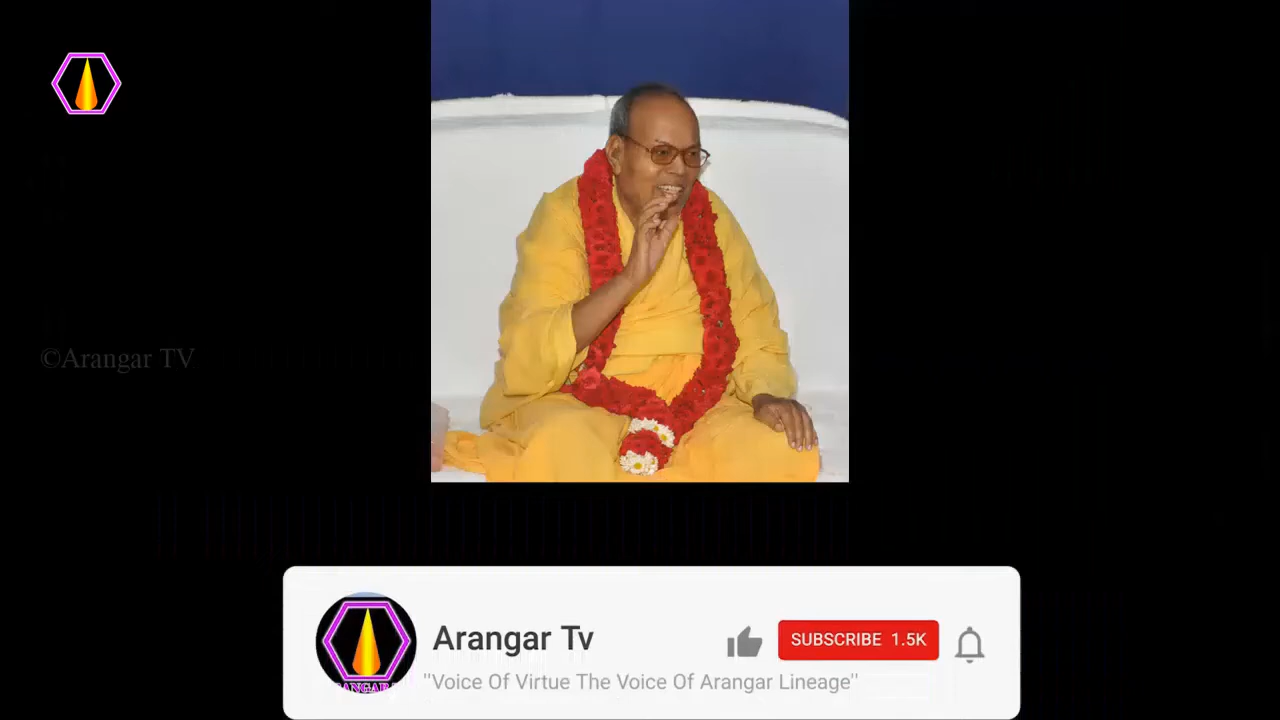 ©Arangar TV
Arangar Tv
SUBSCRIBE 1.5K
"Voice Of Virtue The Voice Of Arangar Lineage"